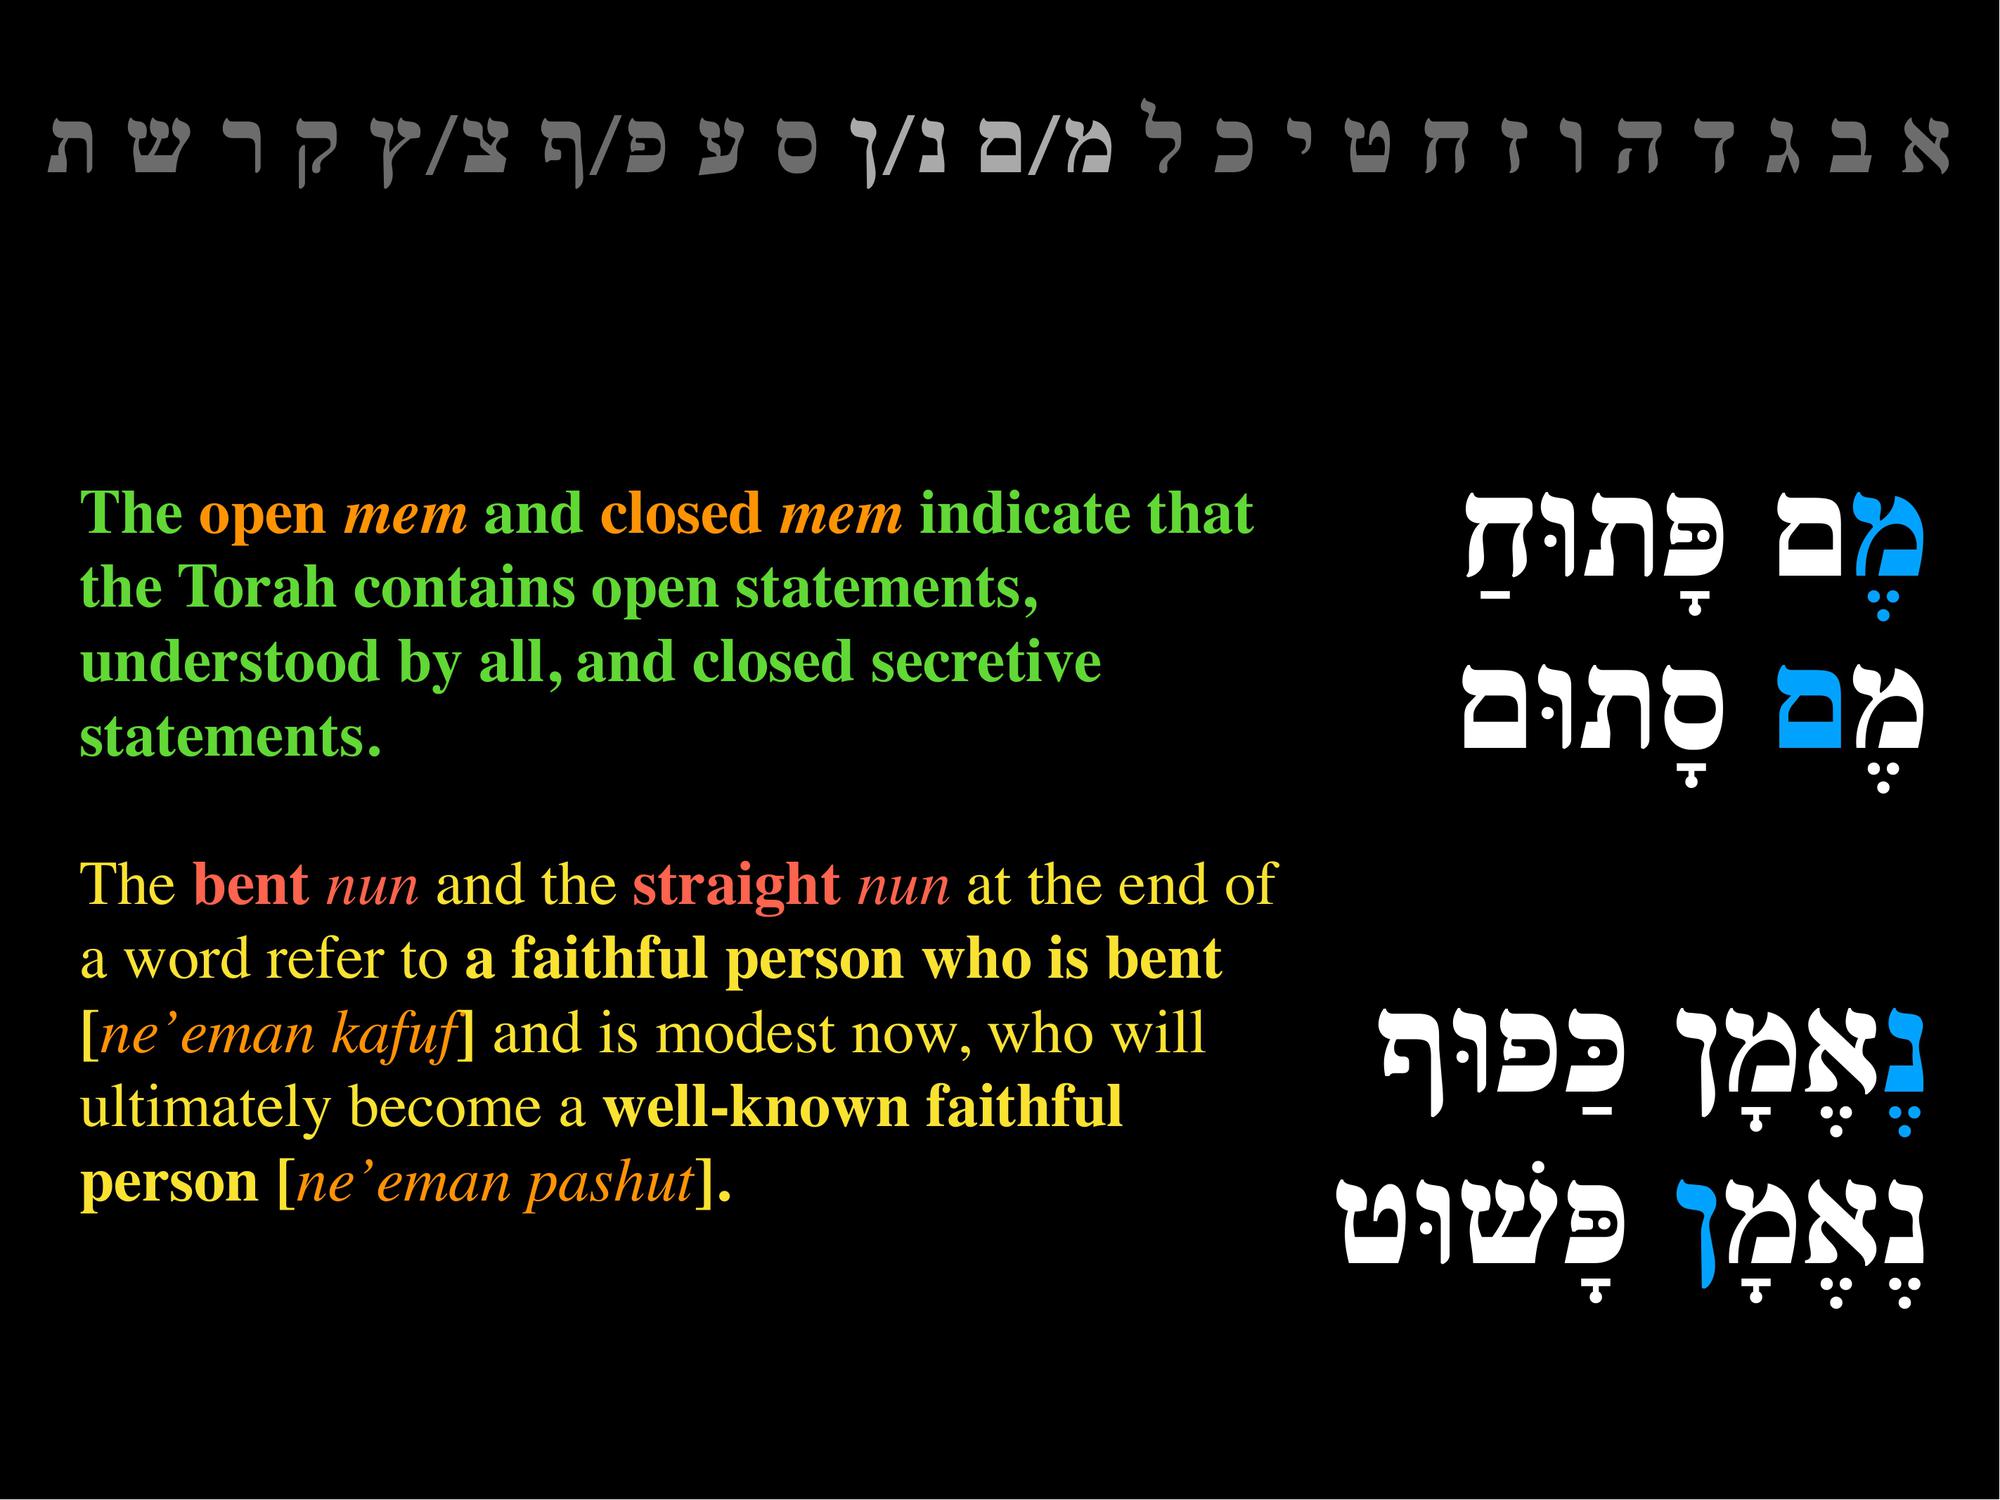 א ב ג ד ה ו ז ח ט י כ ל מ/ם נ/ן ס ע פ/ף צ/ץ ק ר ש ת
The open mem and closed mem indicate that
the Torah contains open statements,
understood by all, and closed secretive
statements.
מֶם פָּתוּחַ
מֶם סָתוּם
The bent nun and the straight nun at the end of
a word refer to a faithful person who is bent
[ne’eman kafuf] and is modest now, who will
ultimately become a well-known faithful
person [ne’eman pashut].
נֶאֶמָן כַּפוּף
נֶאֶמָן פָּשׁוּט